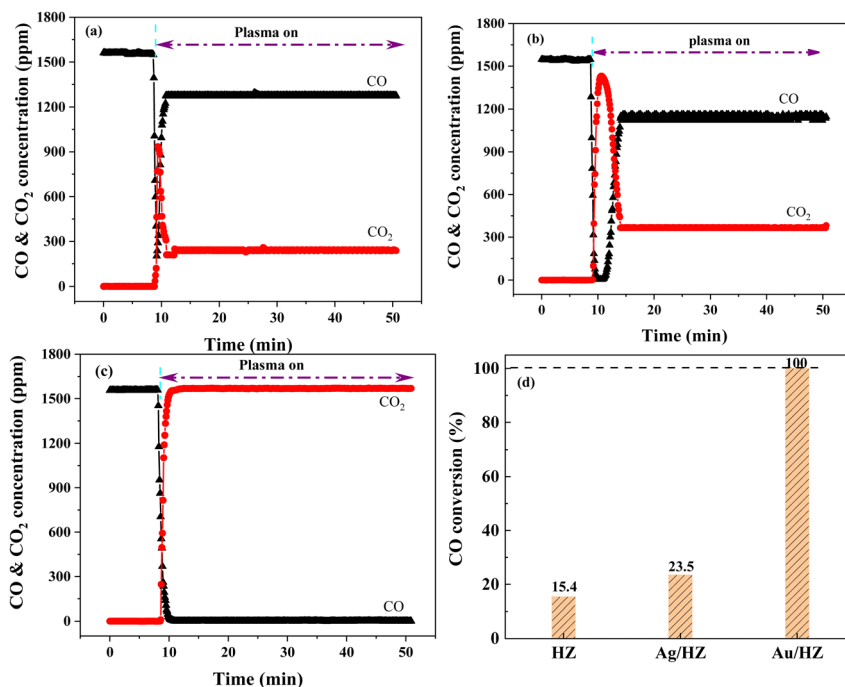 (a)
Plasma on
CO
CO₂
CO & CO₂ concentration (ppm)
1800
1500
1200
900
600
300
0
0 10 20 30 40 50
Time (min)
(b)
plasma on
CO
CO₂
CO & CO₂ concentration (ppm)
1800
1500
1200
900
600
300
0
0 10 20 30 40 50
Time (min)
(c)
Plasma on
CO₂
CO
CO & CO₂ concentration (ppm)
1800
1500
1200
900
600
300
0
0 10 20 30 40 50
Time (min)
(d)
100
23.5
15.4
CO conversion (%)
100
80
60
40
20
0
HZ Ag/HZ Au/HZ